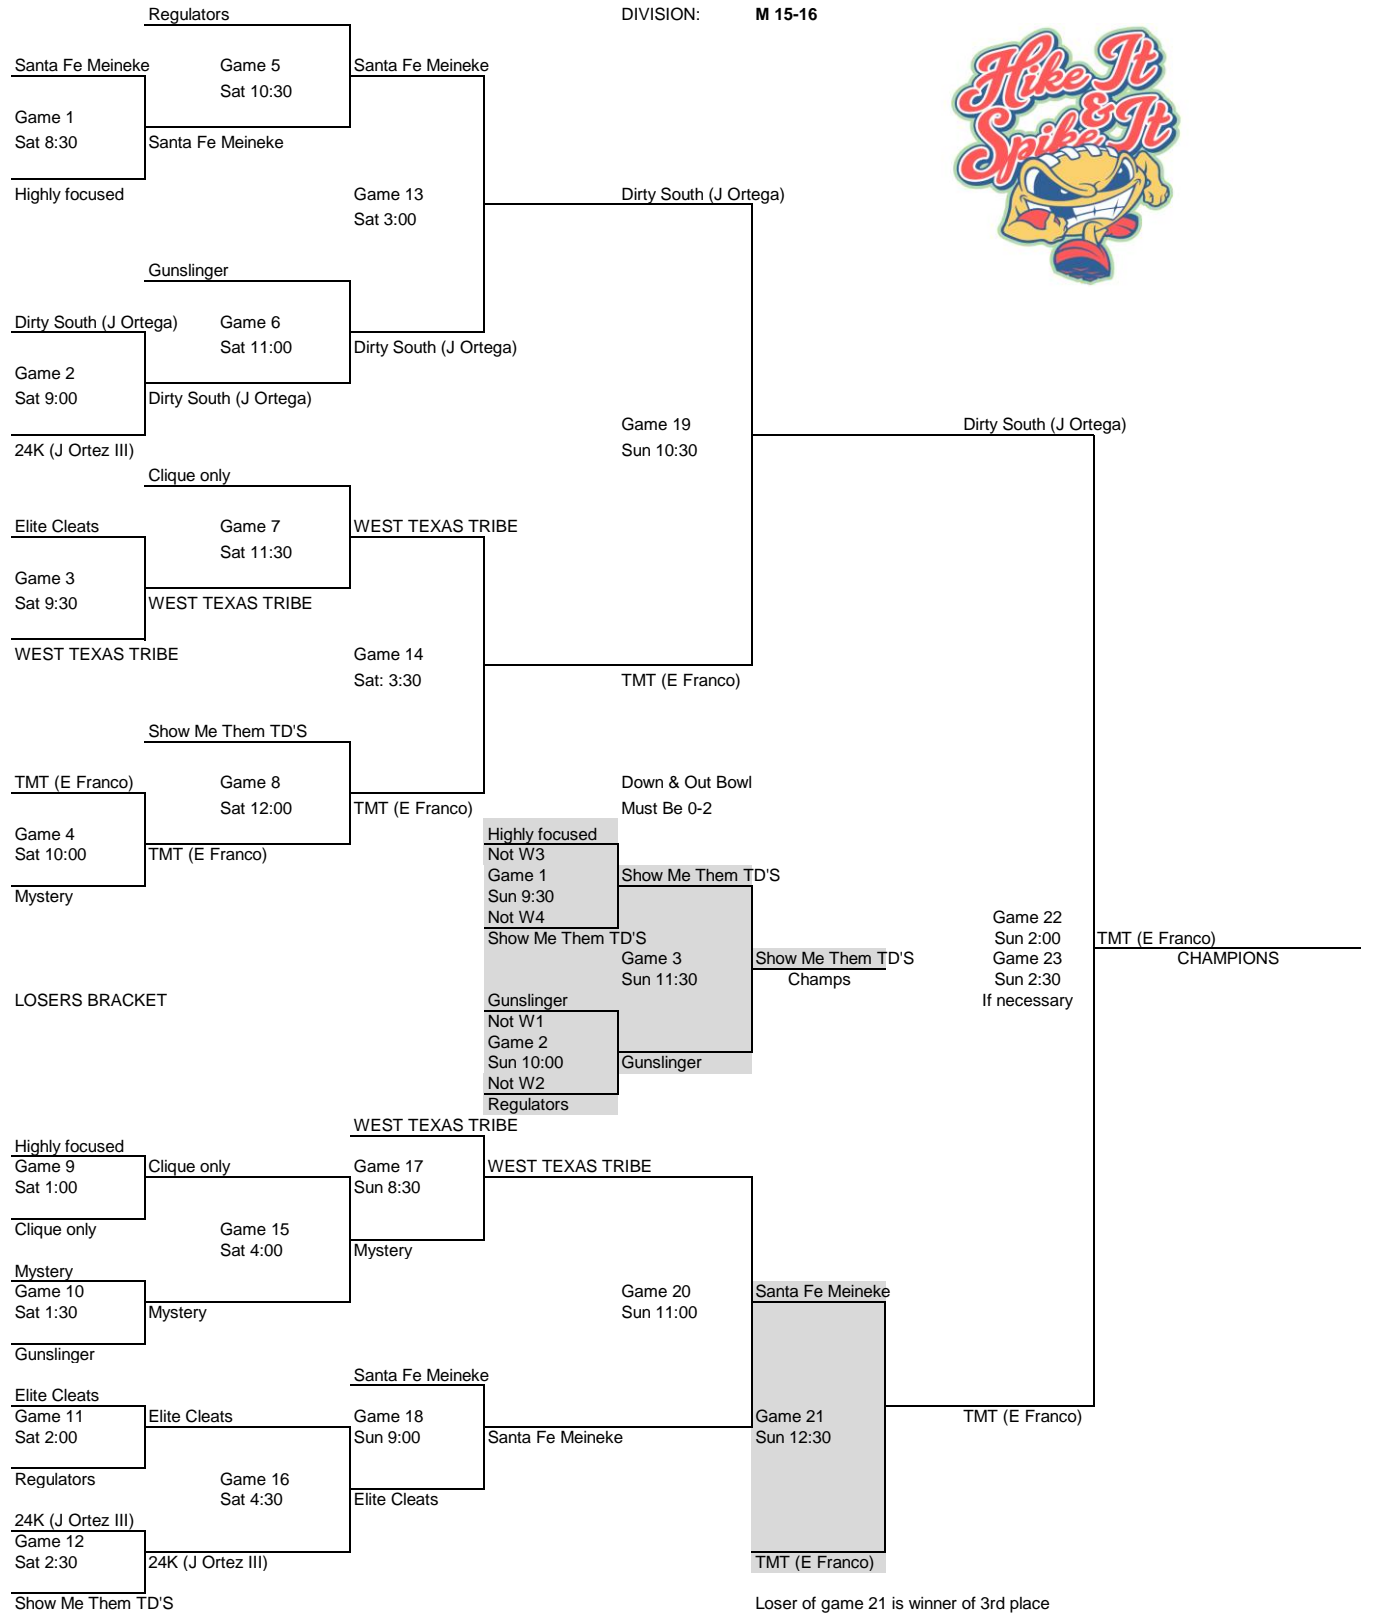 Regulators
DIVISION: M 15-16
Hike It
&
Spike It
Santa Fe Meineke
Game 5
Santa Fe Meineke
Sat 10:30
Game 1
Sat 8:30
Santa Fe Meineke
Highly focused
Game 13
Dirty South (J Ortega)
Sat 3:00
Gunslinger
Dirty South (J Ortega)
Game 6
Sat 11:00
Dirty South (J Ortega)
Game 2
Sat 9:00
Dirty South (J Ortega)
Game 19
Dirty South (J Ortega)
24K (J Ortez III)
Sun 10:30
Clique only
Elite Cleats
Game 7
WEST TEXAS TRIBE
Sat 11:30
Game 3
Sat 9:30
WEST TEXAS TRIBE
WEST TEXAS TRIBE
Game 14
Sat: 3:30
TMT (E Franco)
Show Me Them TD'S
TMT (E Franco)
Game 8
Down & Out Bowl
Sat 12:00
TMT (E Franco)
Must Be 0-2
Game 4
Highly focused
Sat 10:00
TMT (E Franco)
Not W3
Game 1
Show Me Them TD'S
Mystery
Sun 9:30
Not W4
Game 22
Show Me Them TD'S
Sun 2:00
TMT (E Franco)
Game 3
Show Me Them TD'S
Game 23
CHAMPIONS
Sun 11:30
Champs
Sun 2:30
LOSERS BRACKET
Gunslinger
If necessary
Not W1
Game 2
Sun 10:00
Gunslinger
Not W2
Regulators
WEST TEXAS TRIBE
Highly focused
Game 9
Clique only
Game 17
WEST TEXAS TRIBE
Sat 1:00
Sun 8:30
Clique only
Game 15
Sat 4:00
Mystery
Mystery
Game 10
Game 20
Santa Fe Meineke
Sat 1:30
Mystery
Sun 11:00
Gunslinger
Santa Fe Meineke
Elite Cleats
Game 11
Elite Cleats
Game 18
Game 21
TMT (E Franco)
Sat 2:00
Sun 9:00
Santa Fe Meineke
Sun 12:30
Regulators
Game 16
Sat 4:30
Elite Cleats
24K (J Ortez III)
Game 12
Sat 2:30
24K (J Ortez III)
TMT (E Franco)
Show Me Them TD'S
Loser of game 21 is winner of 3rd place